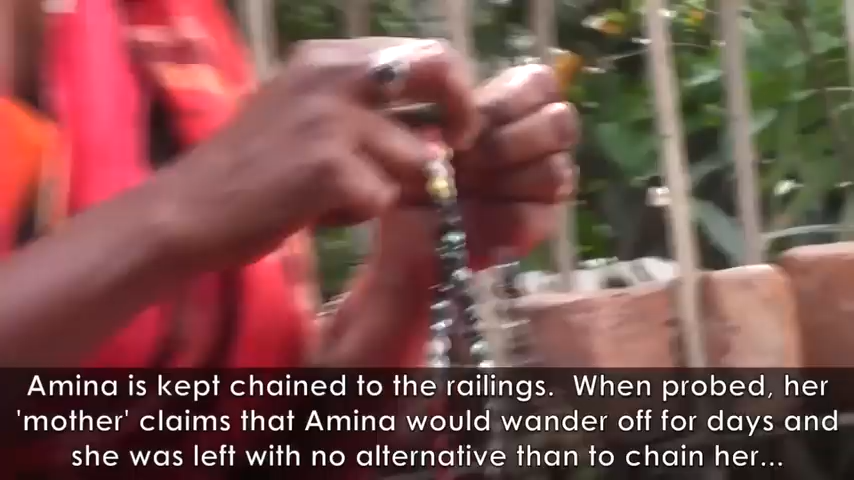 Amina is kept chained to the railings.  When probed, her
'mother' claims that Amina would wander off for days and
she was left with no alternative than to chain her...